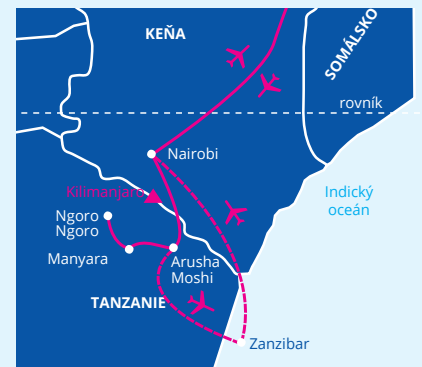 KEŇA
SOMÁLSKO
rovník
Nairobi
Kilimanjaro
Indický
oceán
Ngoro
Ngoro
Manyara
Arusha
Moshi
TANZANIE
Zanzibar